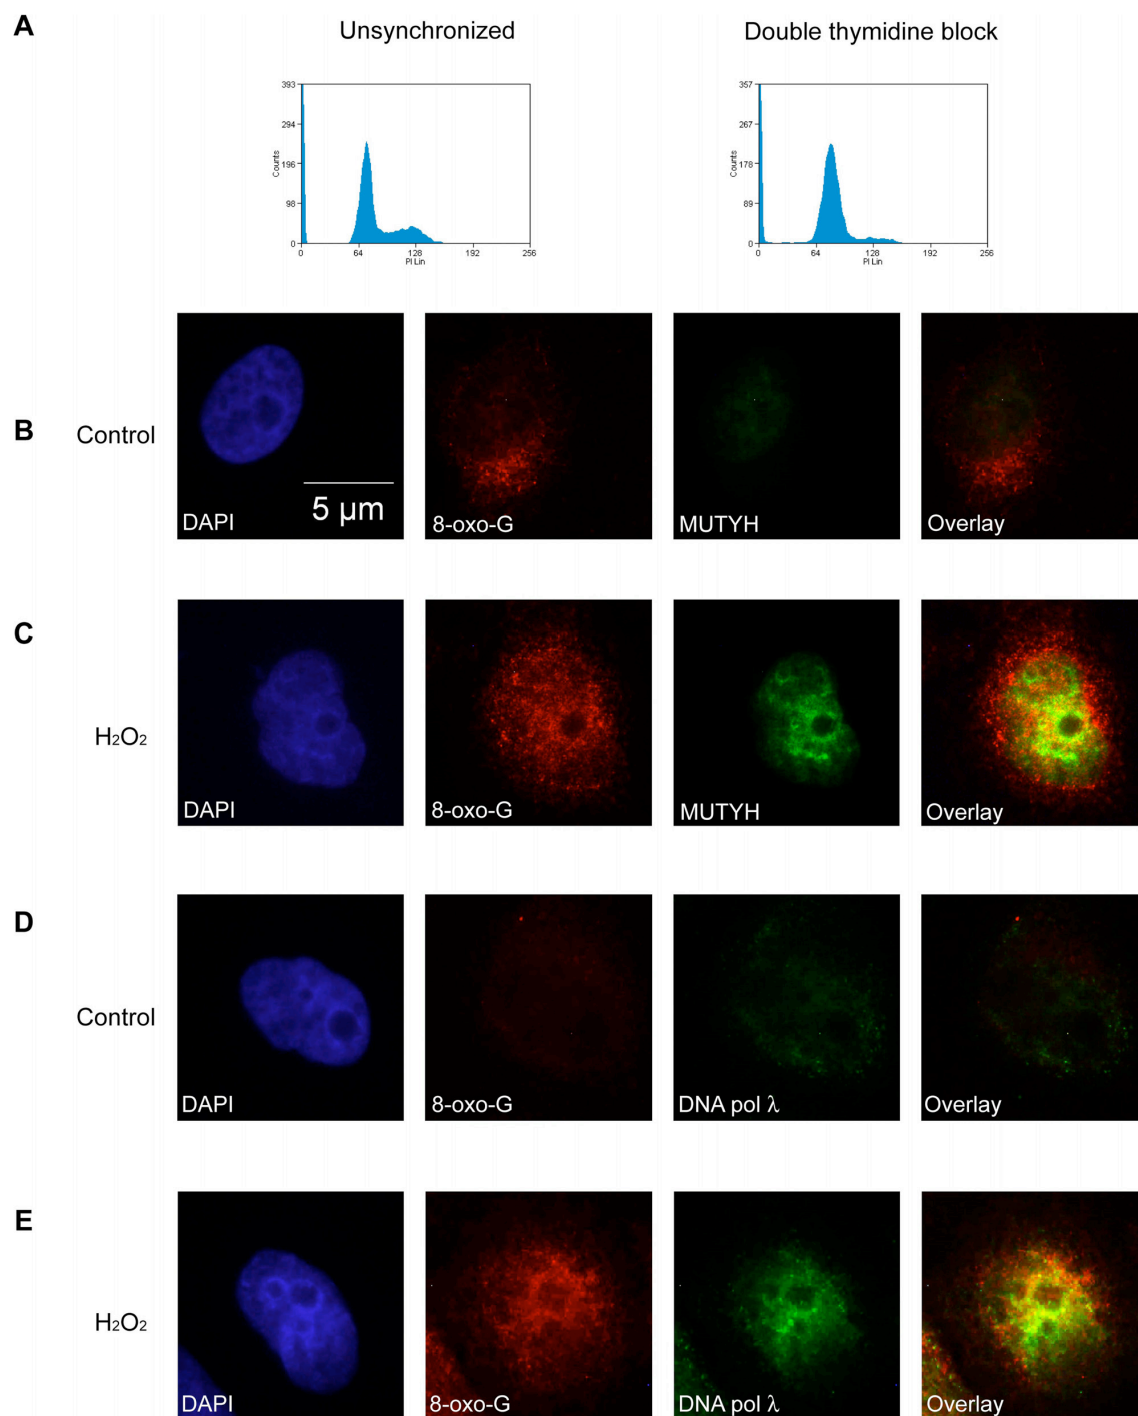 A
Unsynchronized
Double thymidine block
393
294
196
98
0
Counts
0 64 128 192 256
PI Lin
357
267
178
89
0
Counts
0 64 128 192 256
PI Lin
B
Control
DAPI
5 µm
8-oxo-G
MUTYH
Overlay
C
H₂O₂
DAPI
8-oxo-G
MUTYH
Overlay
D
Control
DAPI
8-oxo-G
DNA pol λ
Overlay
E
H₂O₂
DAPI
8-oxo-G
DNA pol λ
Overlay